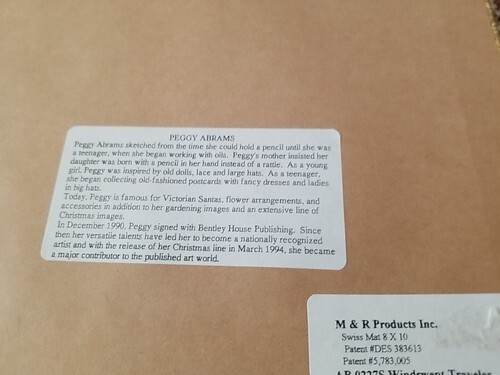 PEGGY ABRAMS
Peggy Abrams sketched from the time she could hold a pencil until she was
a teenager, when she began working with oils. Peggy's mother insisted her
daughter was born with a pencil in her hand instead of a rattle. As a young
girl, Peggy was inspired by old dolls, lace and large hats. As a teenager,
she began collecting old-fashioned postcards with fancy dresses and ladies
in big hats.
Today, Peggy is famous for Victorian Santas, flower arrangements, and
accessories in addition to her gardening images and an extensive line of
Christmas images.
In December 1990, Peggy signed with Bentley House Publishing. Since
then her versatile talents have led her to become a nationally recognized
artist and with the release of her Christmas line in March 1994, she became
a major contributor to the published art world.
M & R Products Inc.
Swiss Mat 8 X 10
Patent #DES 383613
Patent #5,783,005
AB 0227S Windswept Traveler